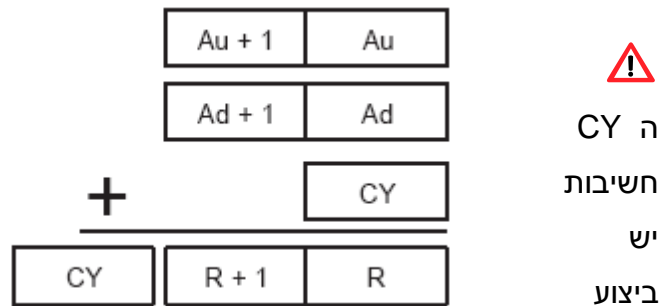 Au + 1 Au
Ad + 1 Ad
+ CY
CY R + 1 R
ה CY
חשיבות
יש
ביצוע